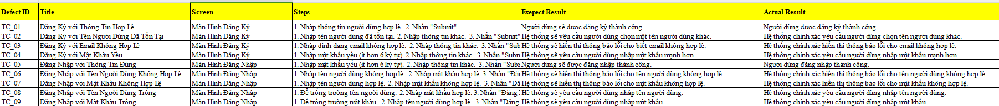 Defect ID Title Screen Steps Exepect Result Actual Result
TC_01 Đăng Ký với Thông Tin Hợp Lệ Màn Hình Đăng Ký 1. Nhập thông tin người dùng hợp lệ. 2. Nhấn "Submit". Người dùng sẽ được đăng ký thành công. Người dùng được đăng ký thành công.
TC_02 Đăng Ký với Tên Người Dùng Đã Tồn Tại Màn Hình Đăng Ký 1. Nhập tên người dùng đã tồn tại. 2. Nhập thông tin khác. 3. Nhấn "Submit" Hệ thống sẽ yêu cầu người dùng chọn một tên người dùng khác. Hệ thống chính xác yêu cầu người dùng chọn tên người dùng khác.
TC_03 Đăng Ký với Email Không Hợp Lệ Màn Hình Đăng Ký 1. Nhập định dạng email không hợp lệ. 2. Nhập thông tin khác. 3. Nhấn "Sub Hệ thống sẽ hiển thị thông báo lỗi cho biết email không hợp lệ. Hệ thống chính xác hiển thị thông báo lỗi cho email không hợp lệ.
TC_04 Đăng Ký với Mật Khẩu Yếu Màn Hình Đăng Ký 1. Nhập mật khẩu yếu (ít hơn 6 ký tự). 2. Nhập thông tin khác. 3. Nhấn "Subm Hệ thống sẽ yêu cầu người dùng nhập mật khẩu mạnh hơn. Hệ thống chính xác yêu cầu người dùng nhập mật khẩu mạnh hơn.
TC_05 Đăng Nhập với Thông Tin Đúng Màn Hình Đăng Nhập 1. Nhập mật khẩu yếu (ít hơn 6 ký tự). 2. Nhập thông tin khác. 3. Nhấn "Subm Người dùng sẽ được đăng nhập thành công. Người dùng đăng nhập thành công.
TC_06 Đăng Nhập với Tên Người Dùng Không Hợp Lệ Màn Hình Đăng Nhập 1. Nhập tên người dùng không hợp lệ. 2. Nhập mật khẩu hợp lệ. 3. Nhấn "Đăn Hệ thống sẽ hiển thị thông báo lỗi cho tên người dùng không hợp lệ. Hệ thống chính xác hiển thị thông báo lỗi cho tên người dùng không hợp lệ.
TC_07 Đăng Nhập với Mật Khẩu Không Hợp Lệ Màn Hình Đăng Nhập 1. Nhập tên người dùng hợp lệ. 2. Nhập mật khẩu không hợp lệ. 3. Nhấn "Đă Hệ thống sẽ hiển thị thông báo lỗi cho mật khẩu không hợp lệ. Hệ thống chính xác hiển thị thông báo lỗi cho mật khẩu không hợp lệ.
TC_08 Đăng Nhập với Tên Người Dùng Trống Màn Hình Đăng Nhập 1. Để trống trường tên người dùng. 2. Nhập mật khẩu hợp lệ. 3. Nhấn "Đăng Hệ thống sẽ yêu cầu người dùng nhập tên người dùng. Hệ thống chính xác yêu cầu người dùng nhập tên người dùng.
TC_09 Đăng Nhập với Mật Khẩu Trống Màn Hình Đăng Nhập 1. Để trống trường mật khẩu. 2. Nhập tên người dùng hợp lệ. 3. Nhấn "Đăng Hệ thống sẽ yêu cầu người dùng nhập mật khẩu. Hệ thống chính xác yêu cầu người dùng nhập mật khẩu.